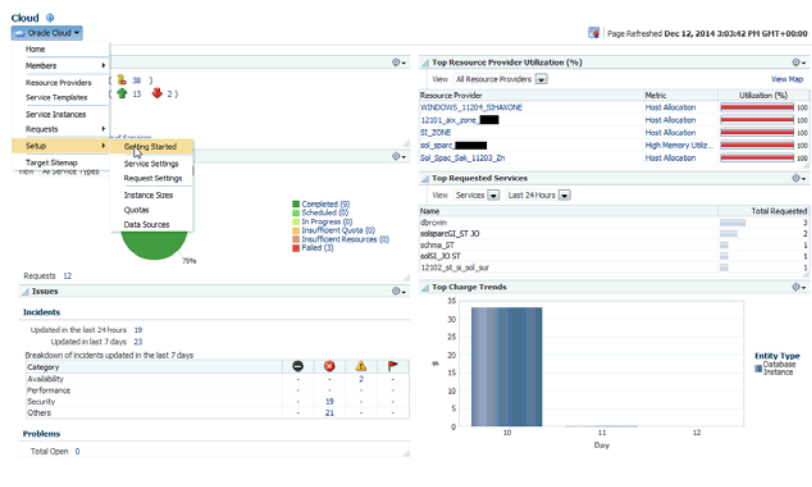 Cloud
Oracle Cloud
Page Refreshed Dec 12, 2014 3:03:42 PM GMT+00:00
Home
Members
Resource Providers
Service Templates
Service Instances
Requests
Setup
Target Sitemap
Getting Started
Service Settings
Request Settings
Instance Sizes
Quotas
Data Sources
38 )
( 13 2 )
View All Service Types
Completed (9)
Scheduled (0)
In Progress (0)
Insufficient Quota (0)
Insufficient Resources (0)
Failed (3)
75%
Requests 12
Issues
Incidents
Updated in the last 24 hours 19
Updated in last 7 days 23
Breakdown of incidents updated in the last 7 days
Category
Availability - - 2 -
Performance - - - -
Security - 19 - -
Others - 21 - -
Problems
Total Open 0
Top Resource Provider Utilization (%)
View All Resource Providers
View Map
Resource Provider Metric Utilization (%)
WINDOWS_11204_SIHAXONE Host Allocation 100
12101_aix_zone_ Host Allocation 100
SI_ZONE Host Allocation 100
sol_sparc_ High Memory Utiliz... 100
Sol_Spac_Sak_11203_Zn Host Allocation 100
Top Requested Services
View Services Last 24 Hours
Name Total Requested
dbrcwin 3
solsparcGI_ST JO 2
schma_ST 1
solSI_JO ST 1
12102_st_si_sol_sur 1
Top Charge Trends
35
30
25
20
15
10
5
0
10 11 12
Day
Entity Type
Database
Instance